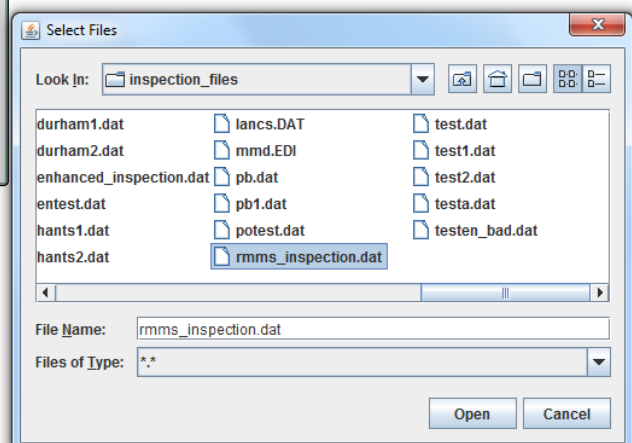 Select Files
Look In: inspection_files
durham1.dat lancs.DAT test.dat
durham2.dat mmd.EDI test1.dat
enhanced_inspection.dat pb.dat test2.dat
entest.dat pb1.dat testa.dat
hants1.dat potest.dat testen_bad.dat
hants2.dat rmms_inspection.dat
File Name: rmms_inspection.dat
Files of Type: *.*
Open Cancel